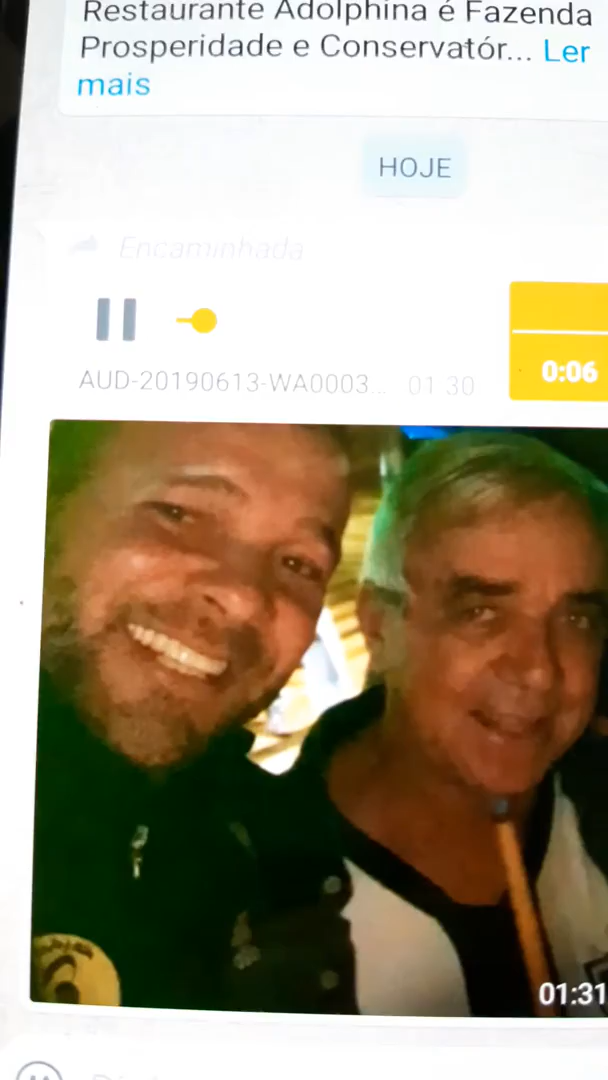 Restaurante Adolphina é Fazenda
Prosperidade e Conservatór... Ler
mais
HOJE
Encaminhada
0:06
AUD-20190613-WA0003... 01:30
01:31